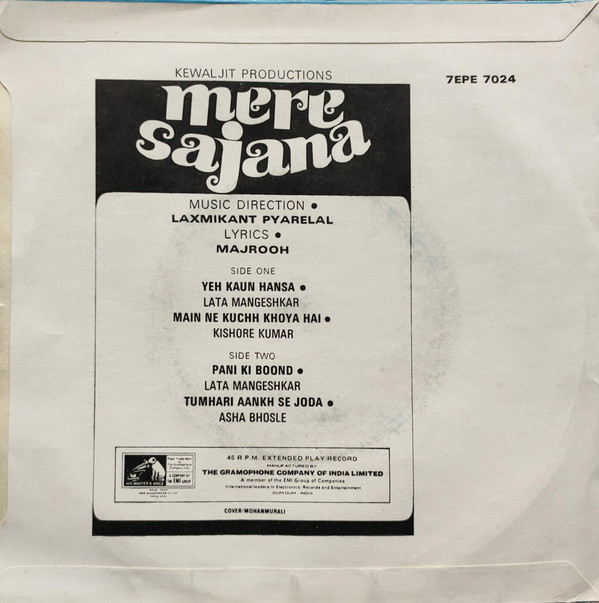 KEWALJIT PRODUCTIONS
7EPE 7024
mere
sajana
MUSIC DIRECTION •
LAXMIKANT PYARELAL
LYRICS •
MAJROOH
SIDE ONE
YEH KAUN HANSA •
LATA MANGESHKAR
MAIN NE KUCHH KHOYA HAI •
KISHORE KUMAR
SIDE TWO
PANI KI BOOND •
LATA MANGESHKAR
TUMHARI AANKH SE JODA •
ASHA BHOSLE
45 R.P.M. EXTENDED PLAY RECORD
MANUFACTURED BY
THE GRAMOPHONE COMPANY OF INDIA LIMITED
A member of the EMI Group of Companies
International leaders in Electronics, Records and Entertainment
DUM DUM, INDIA
HIS MASTER'S VOICE
A COMPANY OF
THE EMI GROUP
COVER/MOHANMURALI